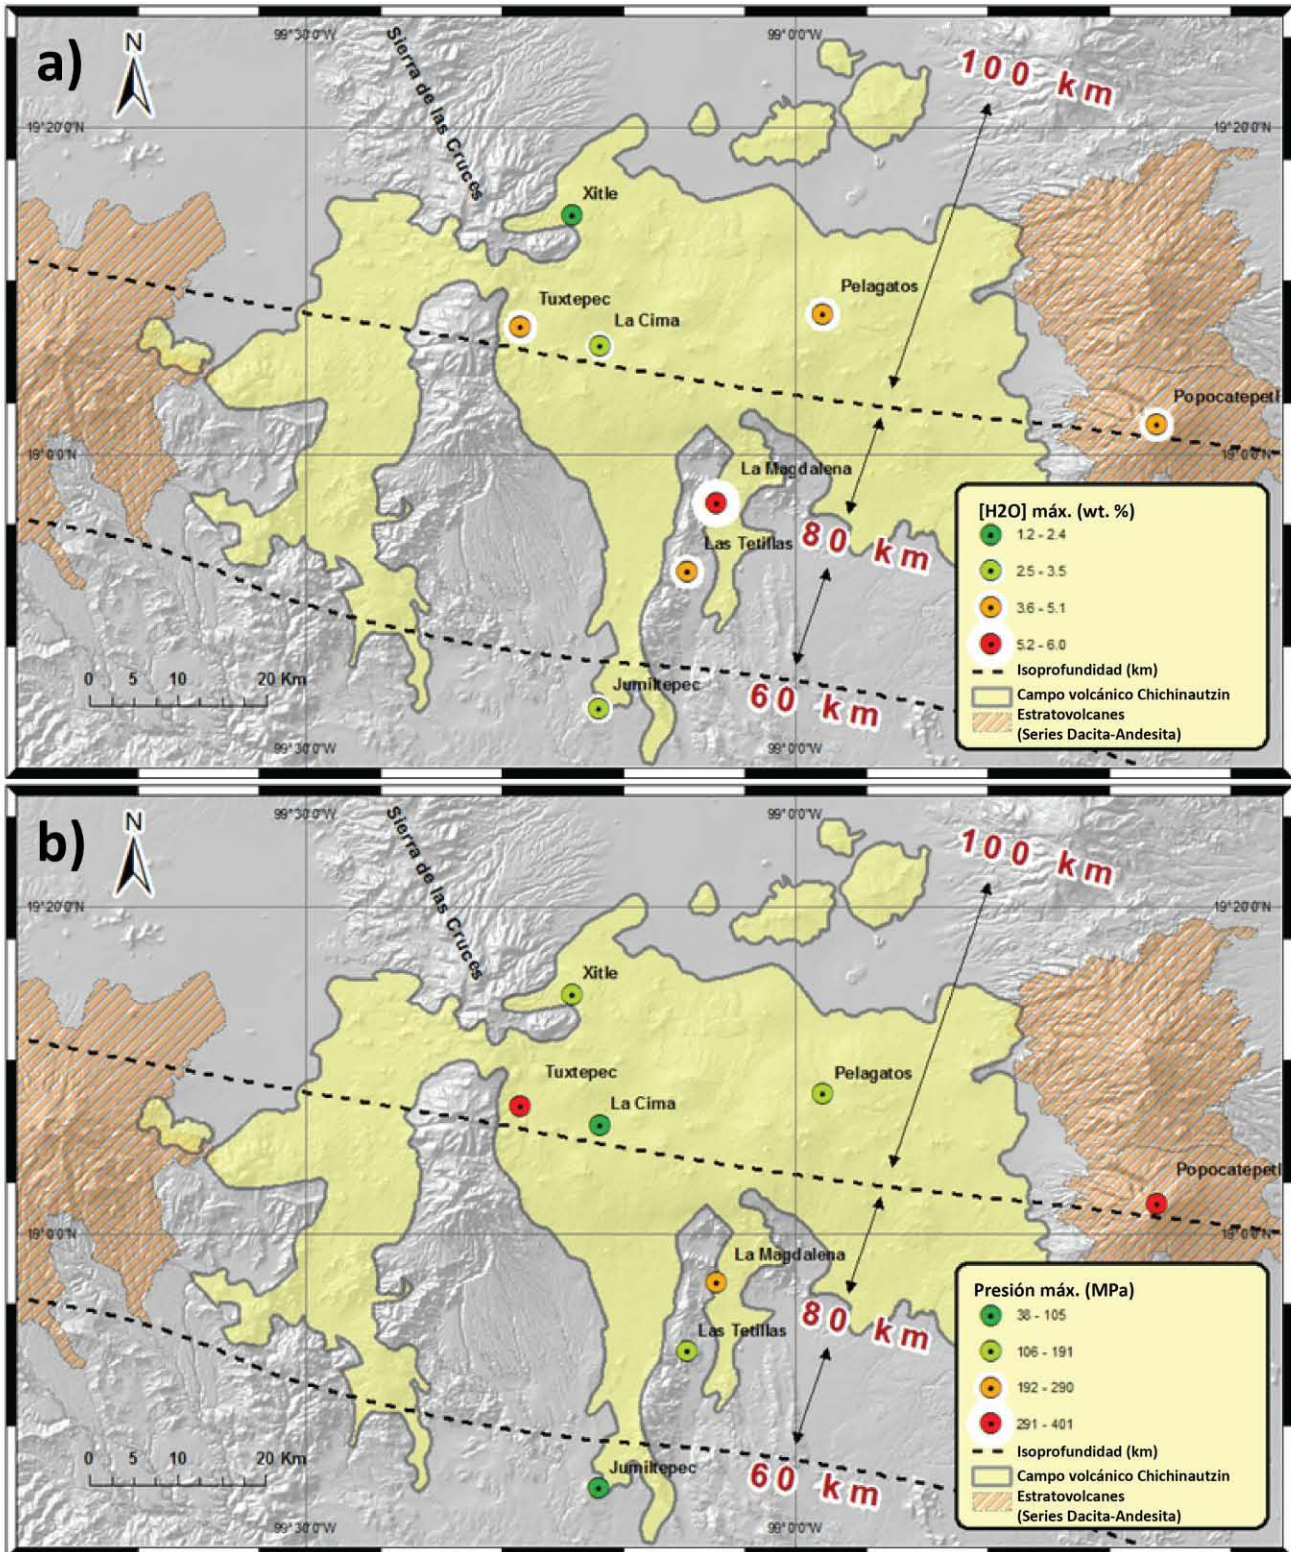 a)
N
99°30'0"W
99°0'0"W
Sierra de las Cruces
100 km
19°20'0"N
19°20'0"N
Xitle
Tuxtepec
La Cima
Pelagatos
Popocatepetl
19°0'0"N
19°0'0"N
La Magdalena
Las Tetillas
80 km
Jumiltepec
60 km
0 5 10 20 Km
99°30'0"W
99°0'0"W
[H2O] máx. (wt. %)
1.2 - 2.4
2.5 - 3.5
3.6 - 5.1
5.2 - 6.0
Isoprofundidad (km)
Campo volcánico Chichinautzin
Estratovolcanes
(Series Dacita-Andesita)
b)
N
99°30'0"W
99°0'0"W
Sierra de las Cruces
100 km
19°20'0"N
19°20'0"N
Xitle
Tuxtepec
La Cima
Pelagatos
Popocatepetl
19°0'0"N
19°0'0"N
La Magdalena
Las Tetillas
80 km
Jumiltepec
60 km
0 5 10 20 Km
99°30'0"W
99°0'0"W
Presión máx. (MPa)
38 - 105
106 - 191
192 - 290
291 - 401
Isoprofundidad (km)
Campo volcánico Chichinautzin
Estratovolcanes
(Series Dacita-Andesita)